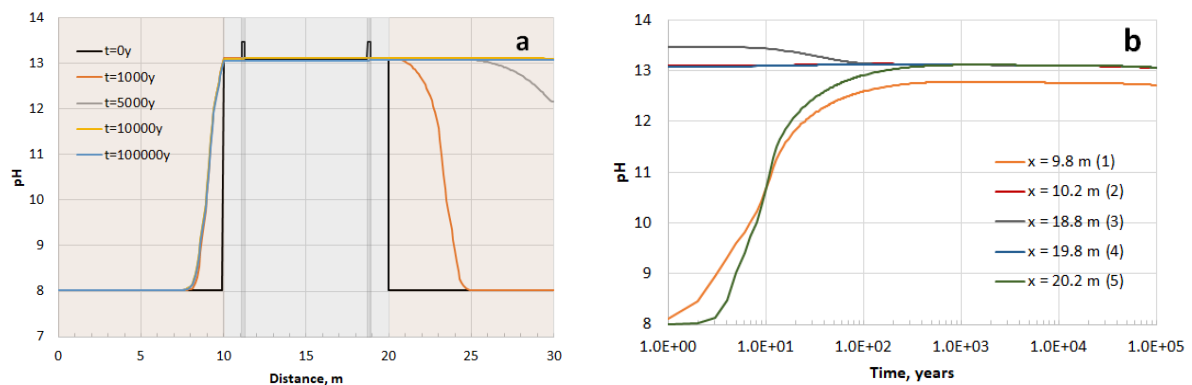 a
14
13
12
11
10
9
8
7
pH
t=0y
t=1000y
t=5000y
t=10000y
t=100000y
0 5 10 15 20 25 30
Distance, m
b
14
13
12
11
10
9
8
pH
x = 9.8 m (1)
x = 10.2 m (2)
x = 18.8 m (3)
x = 19.8 m (4)
x = 20.2 m (5)
1.0E+00 1.0E+01 1.0E+02 1.0E+03 1.0E+04 1.0E+05
Time, years